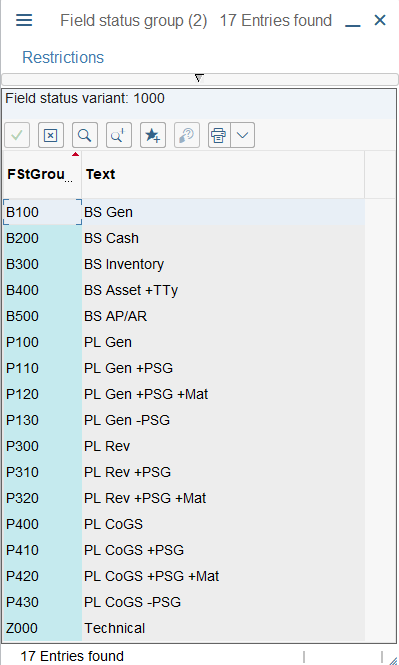 Field status group (2) 17 Entries found
Restrictions
Field status variant: 1000
FStGrou... Text
B100 BS Gen
B200 BS Cash
B300 BS Inventory
B400 BS Asset +TTy
B500 BS AP/AR
P100 PL Gen
P110 PL Gen +PSG
P120 PL Gen +PSG +Mat
P130 PL Gen -PSG
P300 PL Rev
P310 PL Rev +PSG
P320 PL Rev +PSG +Mat
P400 PL CoGS
P410 PL CoGS +PSG
P420 PL CoGS +PSG +Mat
P430 PL CoGS -PSG
Z000 Technical
17 Entries found